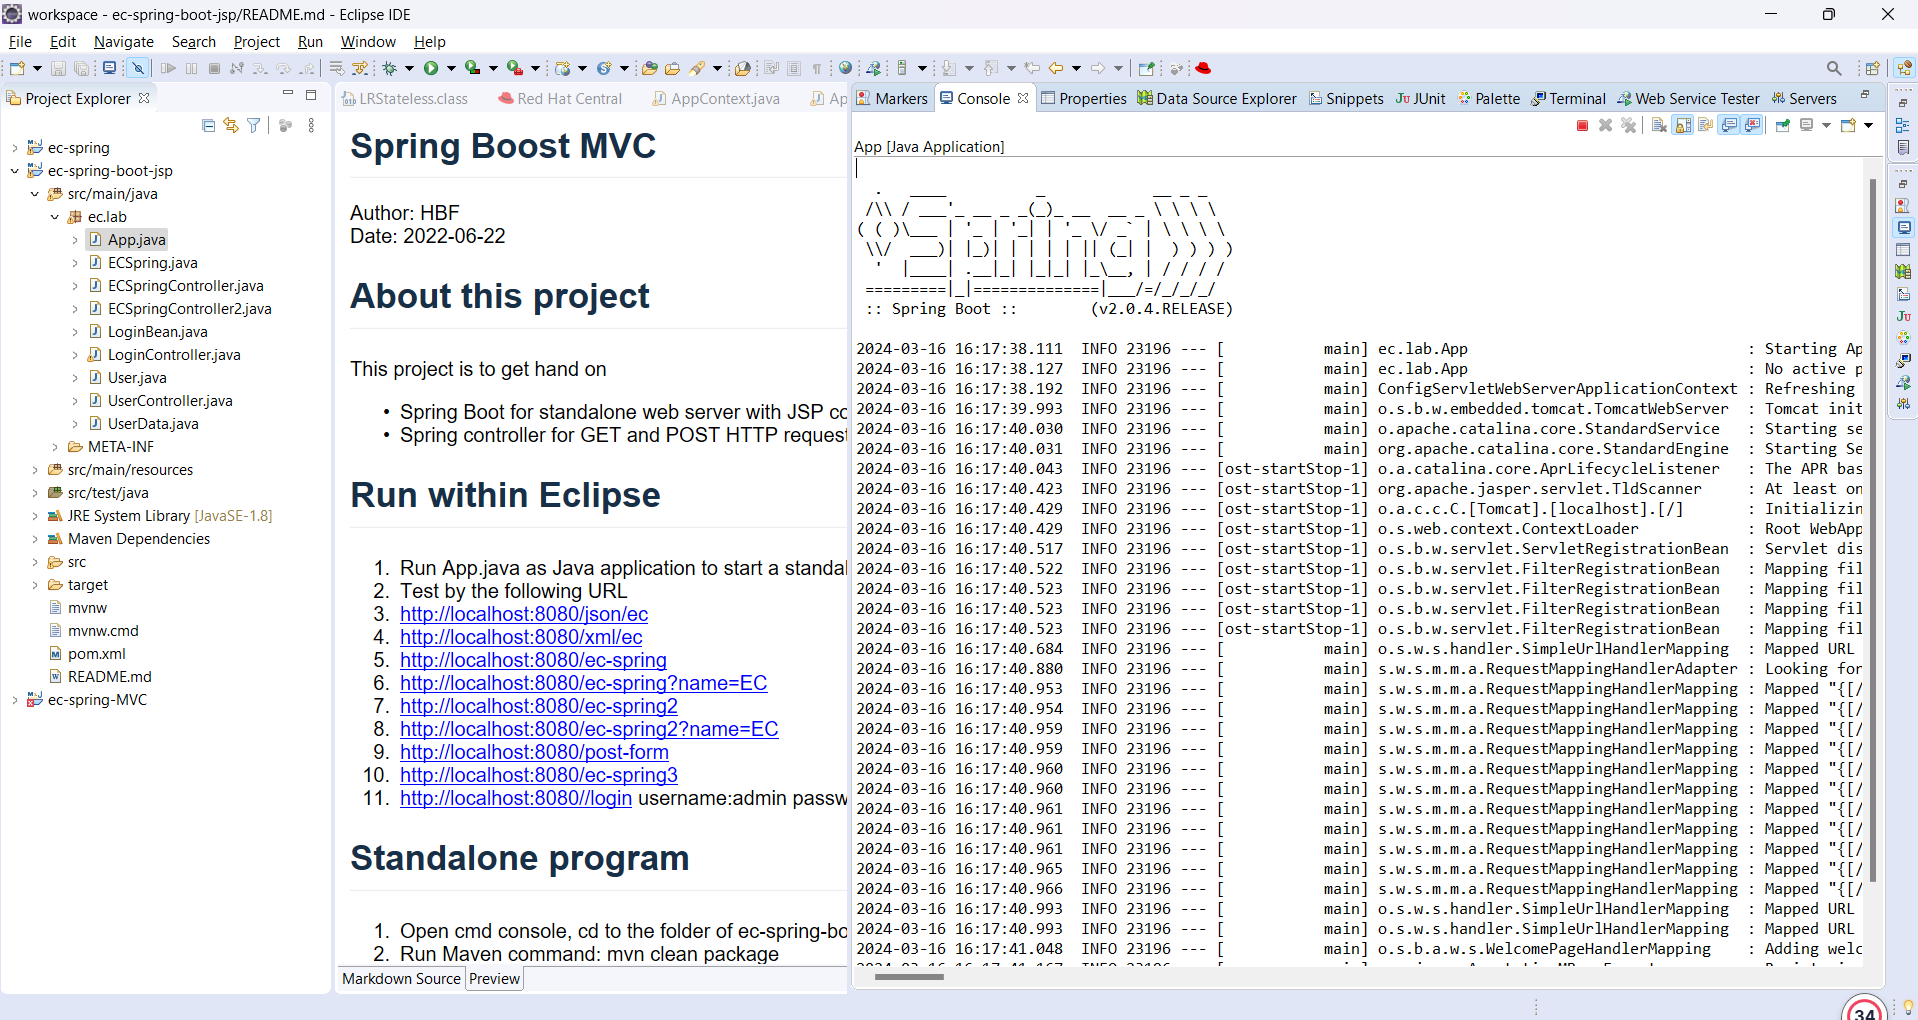 workspace - ec-spring-boot-jsp/README.md - Eclipse IDE
File Edit Navigate Search Project Run Window Help
Project Explorer
ec-spring
ec-spring-boot-jsp
src/main/java
ec.lab
App.java
ECSpring.java
ECSpringController.java
ECSpringController2.java
LoginBean.java
LoginController.java
User.java
UserController.java
UserData.java
META-INF
src/main/resources
src/test/java
JRE System Library [JavaSE-1.8]
Maven Dependencies
src
target
mvnw
mvnw.cmd
pom.xml
README.md
ec-spring-MVC
LRStateless.class Red Hat Central AppContext.java Ap
Spring Boost MVC
Author: HBF
Date: 2022-06-22
About this project
This project is to get hand on
• Spring Boot for standalone web server with JSP co
• Spring controller for GET and POST HTTP reques
Run within Eclipse
1. Run App.java as Java application to start a standa
2. Test by the following URL
3. http://localhost:8080/json/ec
4. http://localhost:8080/xml/ec
5. http://localhost:8080/ec-spring
6. http://localhost:8080/ec-spring?name=EC
7. http://localhost:8080/ec-spring2
8. http://localhost:8080/ec-spring2?name=EC
9. http://localhost:8080/post-form
10. http://localhost:8080/ec-spring3
11. http://localhost:8080//login username:admin passw
Standalone program
1. Open cmd console, cd to the folder of ec-spring-bo
2. Run Maven command: mvn clean package
Markdown Source Preview
Markers Console Properties Data Source Explorer Snippets JUnit Palette Terminal Web Service Tester Servers
App [Java Application]
Spring
:: Spring Boot :: (v2.0.4.RELEASE)
2024-03-16 16:17:38.111 INFO 23196 --- [ main] ec.lab.App : Starting Ap
2024-03-16 16:17:38.127 INFO 23196 --- [ main] ec.lab.App : No active p
2024-03-16 16:17:38.192 INFO 23196 --- [ main] ConfigServletWebServerApplicationContext : Refreshing
2024-03-16 16:17:39.993 INFO 23196 --- [ main] o.s.b.w.embedded.tomcat.TomcatWebServer : Tomcat init
2024-03-16 16:17:40.030 INFO 23196 --- [ main] o.apache.catalina.core.StandardService : Starting se
2024-03-16 16:17:40.031 INFO 23196 --- [ main] org.apache.catalina.core.StandardEngine : Starting Se
2024-03-16 16:17:40.043 INFO 23196 --- [ost-startStop-1] o.a.catalina.core.AprLifecycleListener : The APR bas
2024-03-16 16:17:40.423 INFO 23196 --- [ost-startStop-1] org.apache.jasper.servlet.TldScanner : At least on
2024-03-16 16:17:40.429 INFO 23196 --- [ost-startStop-1] o.a.c.c.C.[Tomcat].[localhost].[/] : Initializin
2024-03-16 16:17:40.429 INFO 23196 --- [ost-startStop-1] o.s.web.context.ContextLoader : Root WebApp
2024-03-16 16:17:40.517 INFO 23196 --- [ost-startStop-1] o.s.b.w.servlet.ServletRegistrationBean : Servlet dis
2024-03-16 16:17:40.522 INFO 23196 --- [ost-startStop-1] o.s.b.w.servlet.FilterRegistrationBean : Mapping fil
2024-03-16 16:17:40.523 INFO 23196 --- [ost-startStop-1] o.s.b.w.servlet.FilterRegistrationBean : Mapping fil
2024-03-16 16:17:40.523 INFO 23196 --- [ost-startStop-1] o.s.b.w.servlet.FilterRegistrationBean : Mapping fil
2024-03-16 16:17:40.523 INFO 23196 --- [ost-startStop-1] o.s.b.w.servlet.FilterRegistrationBean : Mapping fil
2024-03-16 16:17:40.684 INFO 23196 --- [ main] o.s.w.s.handler.SimpleUrlHandlerMapping : Mapped URL
2024-03-16 16:17:40.880 INFO 23196 --- [ main] s.w.s.m.m.a.RequestMappingHandlerAdapter : Looking for
2024-03-16 16:17:40.953 INFO 23196 --- [ main] s.w.s.m.m.a.RequestMappingHandlerMapping : Mapped "{[/
2024-03-16 16:17:40.954 INFO 23196 --- [ main] s.w.s.m.m.a.RequestMappingHandlerMapping : Mapped "{[/
2024-03-16 16:17:40.959 INFO 23196 --- [ main] s.w.s.m.m.a.RequestMappingHandlerMapping : Mapped "{[/
2024-03-16 16:17:40.959 INFO 23196 --- [ main] s.w.s.m.m.a.RequestMappingHandlerMapping : Mapped "{[/
2024-03-16 16:17:40.960 INFO 23196 --- [ main] s.w.s.m.m.a.RequestMappingHandlerMapping : Mapped "{[/
2024-03-16 16:17:40.960 INFO 23196 --- [ main] s.w.s.m.m.a.RequestMappingHandlerMapping : Mapped "{[/
2024-03-16 16:17:40.961 INFO 23196 --- [ main] s.w.s.m.m.a.RequestMappingHandlerMapping : Mapped "{[/
2024-03-16 16:17:40.961 INFO 23196 --- [ main] s.w.s.m.m.a.RequestMappingHandlerMapping : Mapped "{[/
2024-03-16 16:17:40.961 INFO 23196 --- [ main] s.w.s.m.m.a.RequestMappingHandlerMapping : Mapped "{[/
2024-03-16 16:17:40.965 INFO 23196 --- [ main] s.w.s.m.m.a.RequestMappingHandlerMapping : Mapped "{[/
2024-03-16 16:17:40.966 INFO 23196 --- [ main] s.w.s.m.m.a.RequestMappingHandlerMapping : Mapped "{[/
2024-03-16 16:17:40.993 INFO 23196 --- [ main] o.s.w.s.handler.SimpleUrlHandlerMapping : Mapped URL
2024-03-16 16:17:40.993 INFO 23196 --- [ main] o.s.w.s.handler.SimpleUrlHandlerMapping : Mapped URL
2024-03-16 16:17:41.048 INFO 23196 --- [ main] o.s.b.a.w.s.WelcomePageHandlerMapping : Adding welc
34